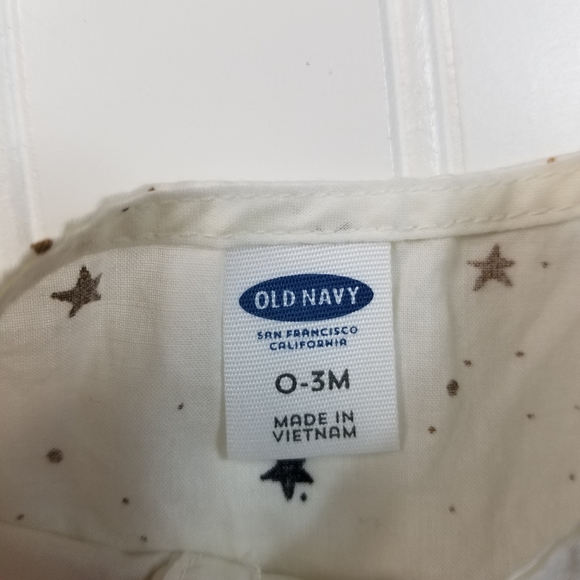 OLD NAVY
SAN FRANCISCO
CALIFORNIA
0-3M
MADE IN
VIETNAM